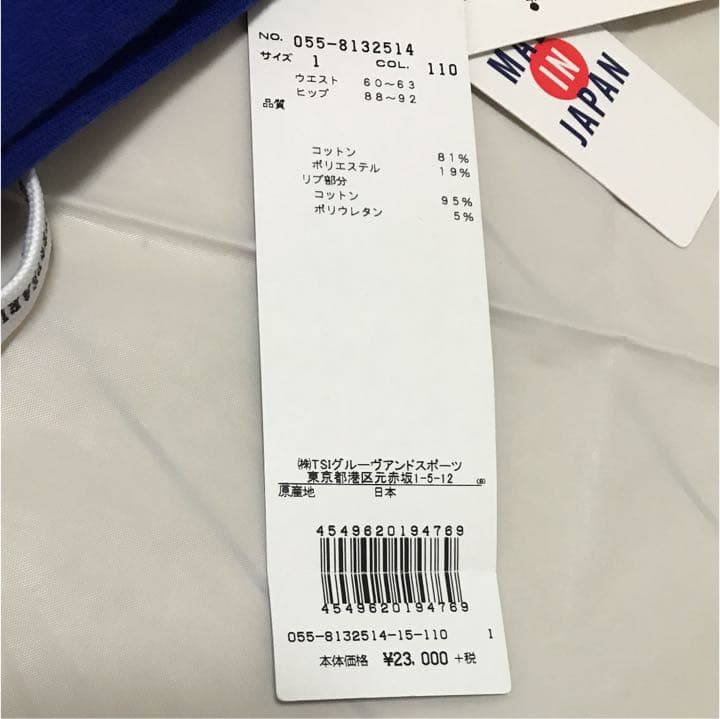 NO. 055-8132514
サイズ 1 COL. 110
ウエスト 60～63
ヒップ 88～92
品質
コットン 81%
ポリエステル 19%
リブ部分
コットン 95%
ポリウレタン 5%
㈱TSIグルーヴアンドスポーツ
東京都港区元赤坂1-5-12
原産地 日本
4549620194769
4549620194769
055-8132514-15-110 1
本体価格 ¥23,000 +税
IN
JAPAN